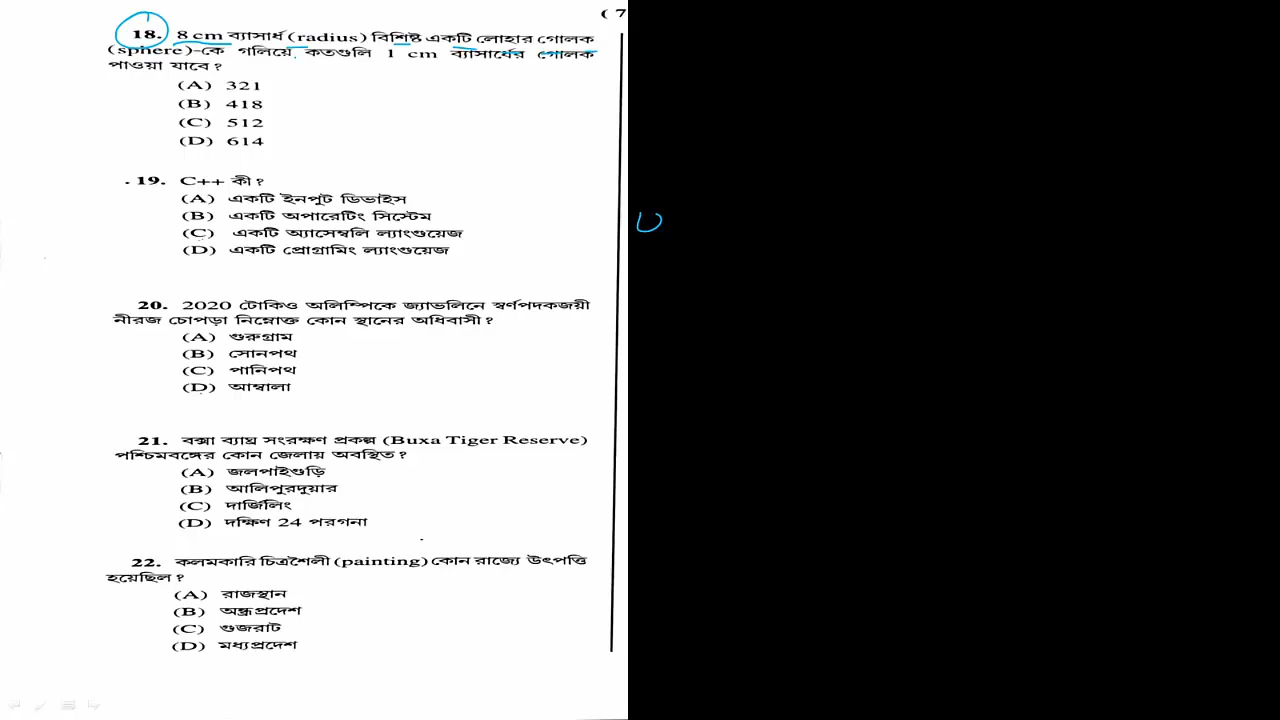 ( 7
18. 8 cm ব্যাসার্ধ (radius) বিশিষ্ট একটি লোহার গোলক
(sphere)-কে গলিয়ে কতগুলি 1 cm ব্যাসার্ধের গোলক
পাওয়া যাবে ?
(A) 321
(B) 418
(C) 512
(D) 614
19. C++ কী ?
(A) একটি ইনপুট ডিভাইস
(B) একটি অপারেটিং সিস্টেম
(C) একটি অ্যাসেম্বলি ল্যাংগুয়েজ
(D) একটি প্রোগ্রামিং ল্যাংগুয়েজ
20. 2020 টোকিও অলিম্পিকে জ্যাভলিনে স্বর্ণপদকজয়ী
নীরজ চোপড়া নিম্নোক্ত কোন স্থানের অধিবাসী ?
(A) গুরুগ্রাম
(B) সোনপথ
(C) পানিপথ
(D) আম্বালা
21. বক্সা ব্যাঘ্র সংরক্ষণ প্রকল্প (Buxa Tiger Reserve)
পশ্চিমবঙ্গের কোন জেলায় অবস্থিত ?
(A) জলপাইগুড়ি
(B) আলিপুরদুয়ার
(C) দার্জিলিং
(D) দক্ষিণ 24 পরগনা
22. কলমকারি চিত্রশৈলী (painting) কোন রাজ্যে উৎপত্তি
হয়েছিল ?
(A) রাজস্থান
(B) অন্ধ্রপ্রদেশ
(C) গুজরাট
(D) মধ্যপ্রদেশ